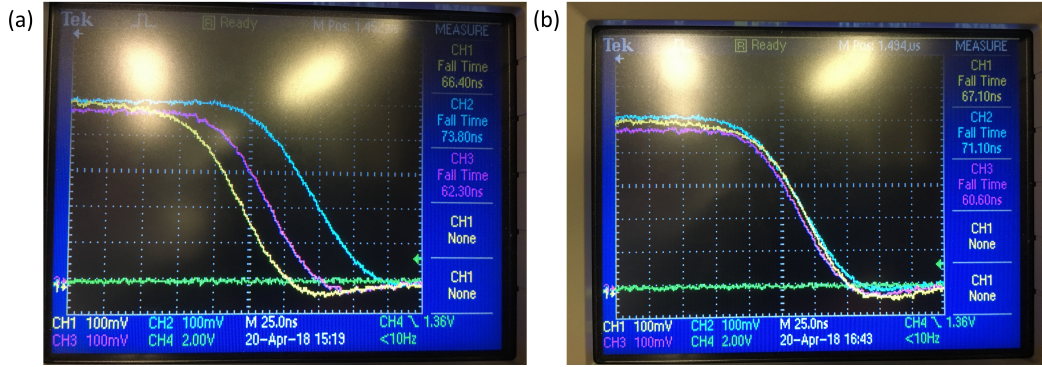 (a)
Tek
Ready
M Pos:
MEASURE
CH1
Fall Time
66.40ns
CH2
Fall Time
73.80ns
CH3
Fall Time
62.30ns
CH1
None
CH1
None
CH1 100mV CH2 100mV M 25.0ns CH4 1.36V
CH3 100mV CH4 2.00V 20-Apr-18 15:19 <10Hz
(b)
Tek
R Ready
M Pos: 1.494us
MEASURE
CH1
Fall Time
67.10ns
CH2
Fall Time
71.10ns
CH3
Fall Time
60.60ns
CH1
None
CH1
None
CH1 100mV CH2 100mV M 25.0ns CH4 1.36V
CH3 100mV CH4 2.00V 20-Apr-18 16:43 <10Hz